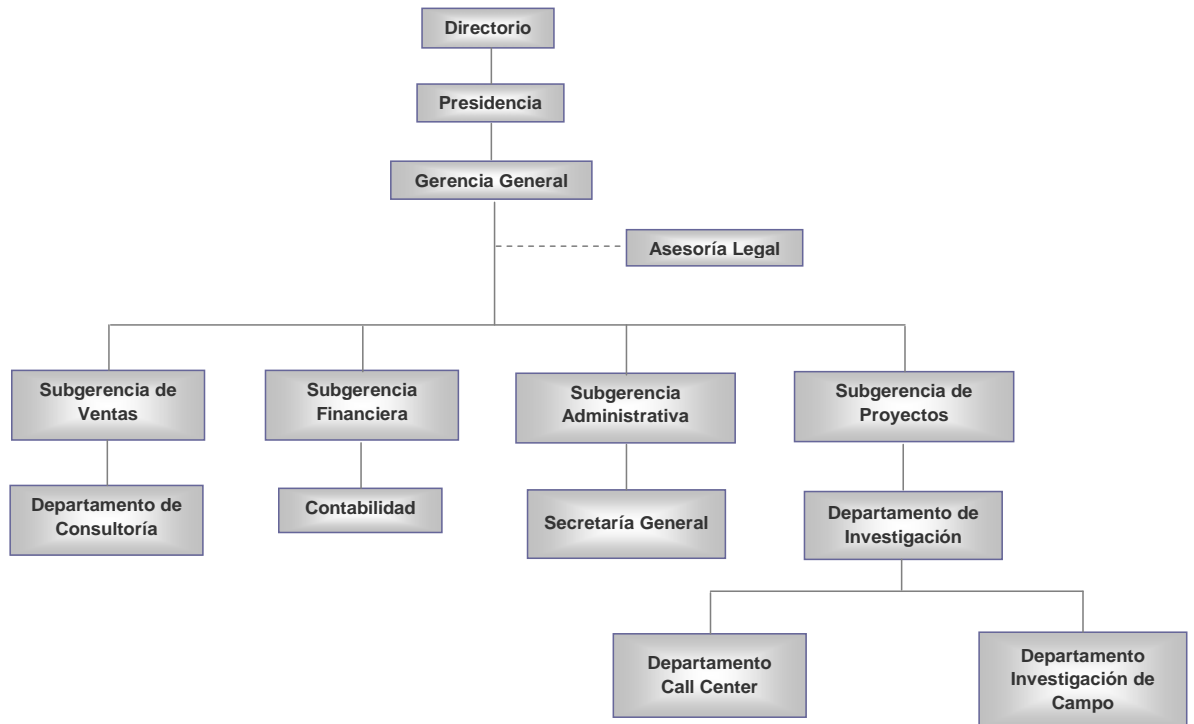 Directorio
Presidencia
Gerencia General
Asesoría Legal
Subgerencia de
Ventas
Subgerencia
Financiera
Subgerencia
Administrativa
Subgerencia de
Proyectos
Departamento de
Consultoría
Contabilidad
Secretaría General
Departamento de
Investigación
Departamento
Call Center
Departamento
Investigación de
Campo